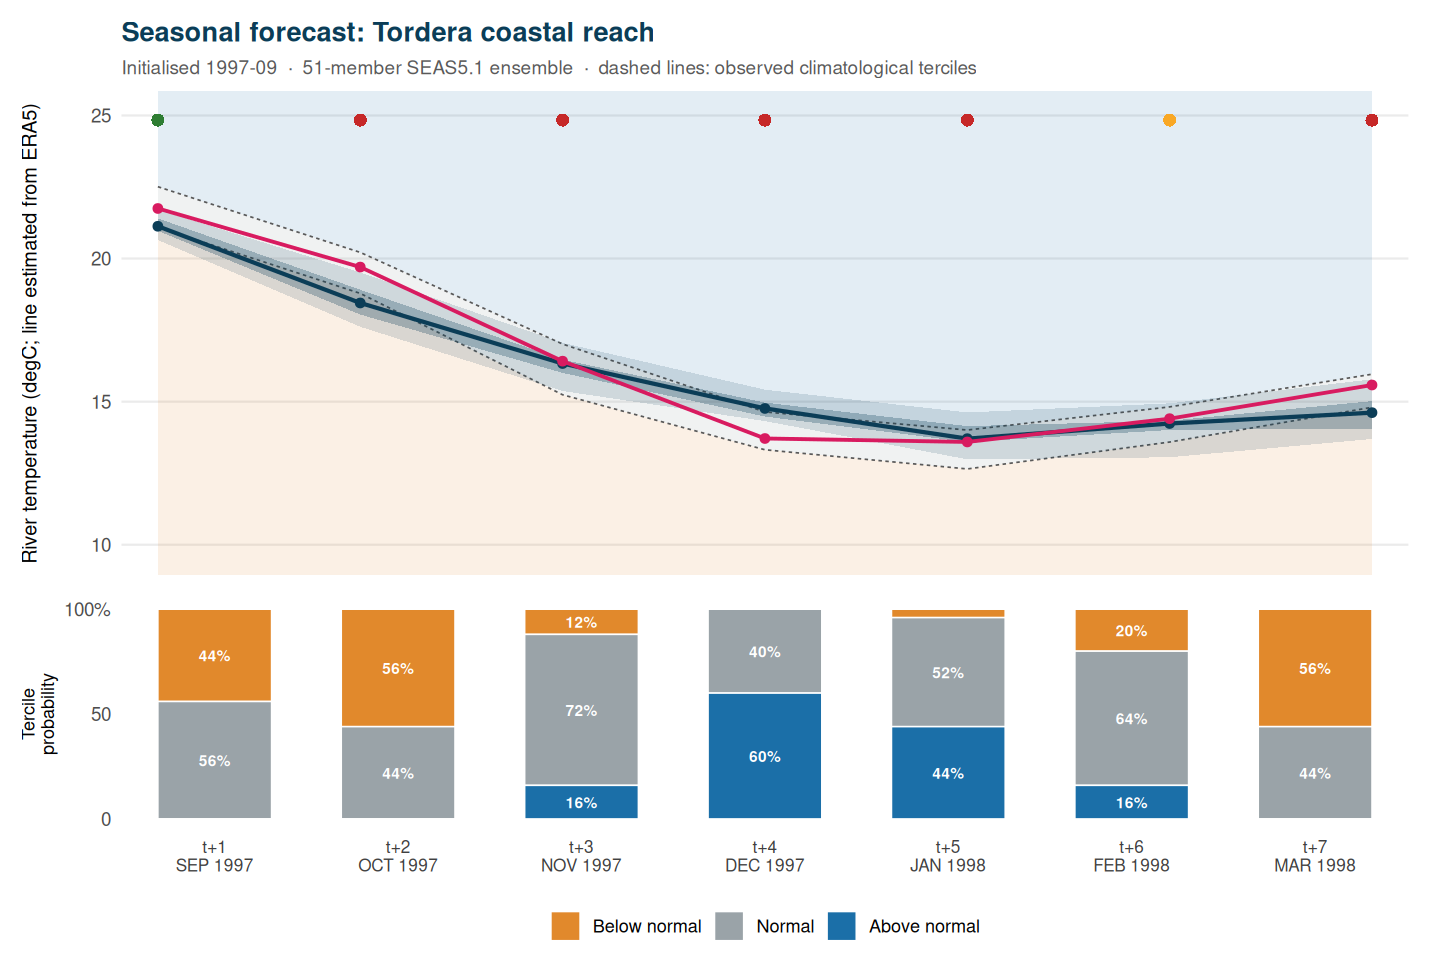 Seasonal forecast: Tordera coastal reach
Initialised 1997-09 · 51-member SEAS5.1 ensemble · dashed lines: observed climatological terciles
River temperature (degC; line estimated from ERA5)
25
20
15
10
Tercile
probability
100%
50
0
44%
56%
56%
44%
12%
72%
16%
40%
60%
52%
44%
20%
64%
16%
56%
44%
t+1
SEP 1997
t+2
OCT 1997
t+3
NOV 1997
t+4
DEC 1997
t+5
JAN 1998
t+6
FEB 1998
t+7
MAR 1998
Below normal
Normal
Above normal